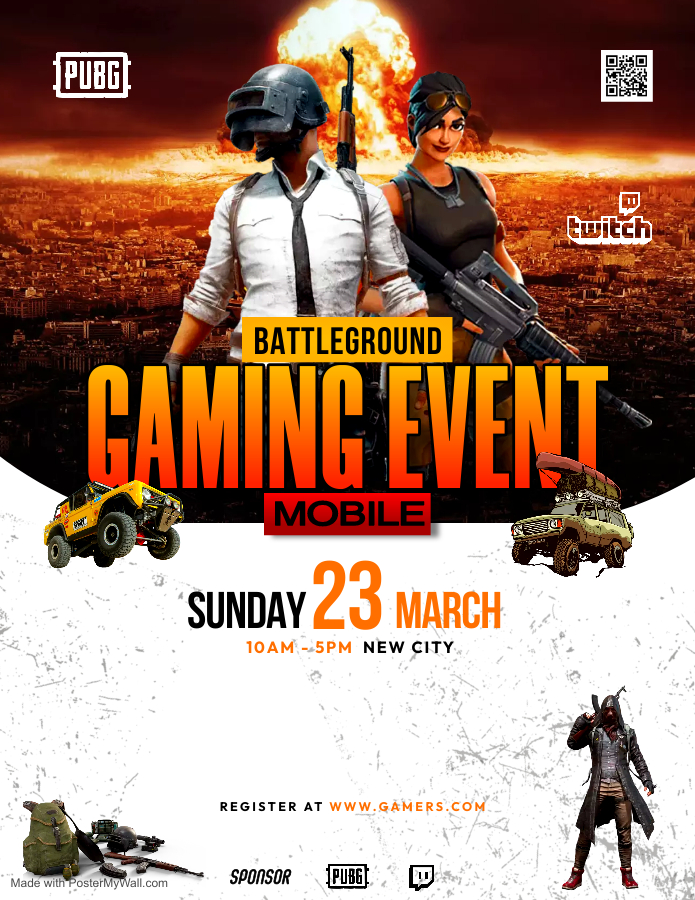 PUBG
twitch
BATTLEGROUND
GAMING EVENT
MOBILE
SUNDAY 23 MARCH
10AM - 5PM NEW CITY
REGISTER AT WWW.GAMERS.COM
SPONSOR PUBG
Made with PosterMyWall.com